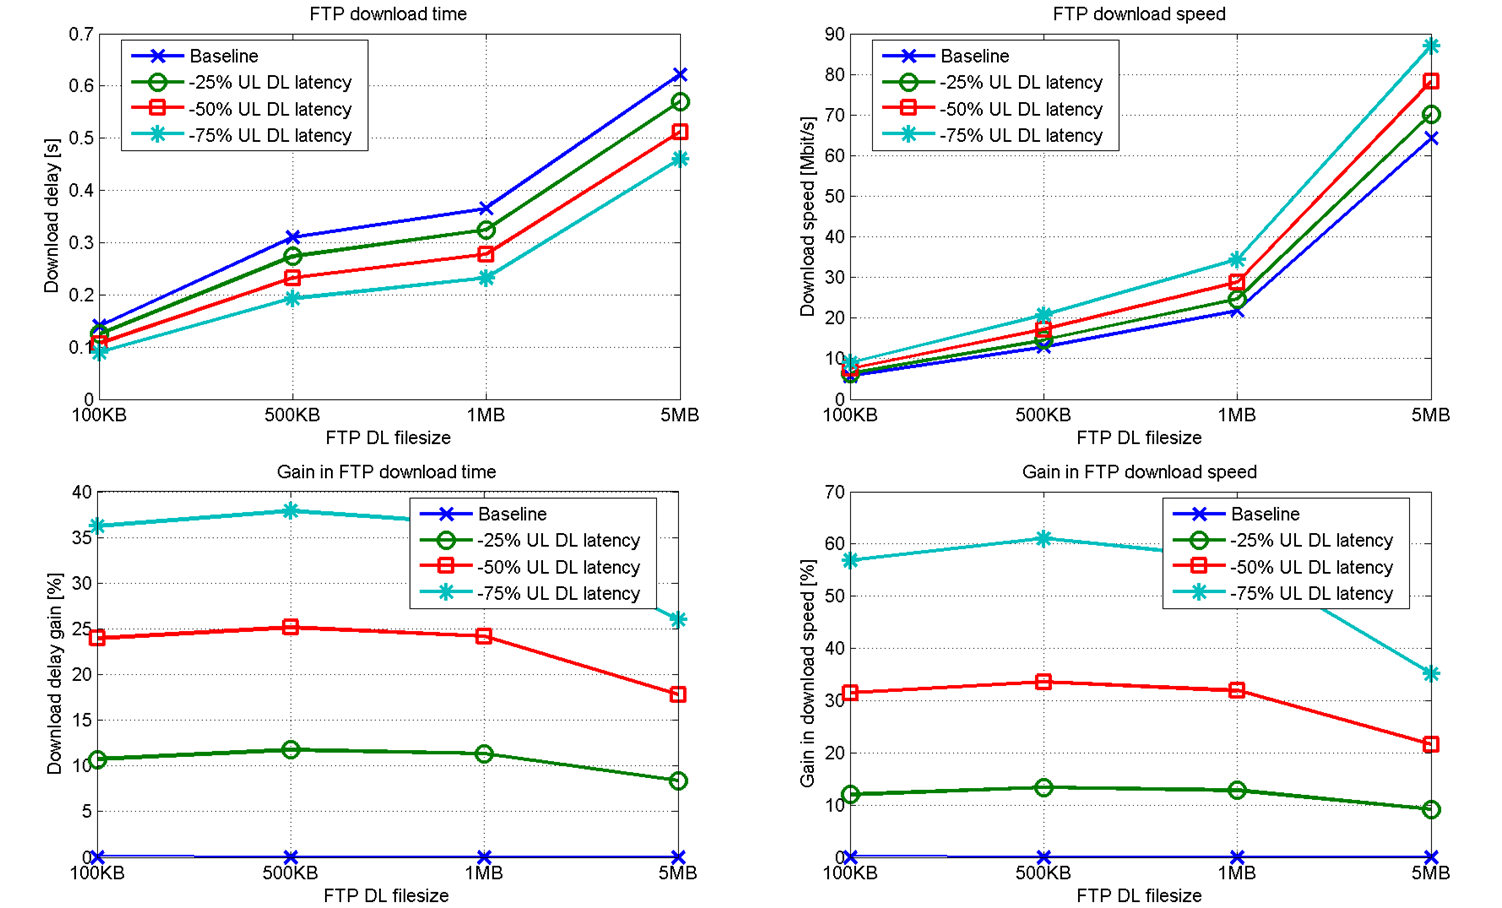 FTP download time
0.7
0.6
0.5
0.4
0.3
0.2
0.1
0
Download delay [s]
Baseline
-25% UL DL latency
-50% UL DL latency
-75% UL DL latency
100KB
500KB
1MB
5MB
FTP DL filesize
FTP download speed
90
80
70
60
50
40
30
20
10
0
Download speed [Mbit/s]
Baseline
-25% UL DL latency
-50% UL DL latency
-75% UL DL latency
100KB
500KB
1MB
5MB
FTP DL filesize
Gain in FTP download time
40
35
30
25
20
15
10
5
0
Download delay gain [%]
Baseline
-25% UL DL latency
-50% UL DL latency
-75% UL DL latency
100KB
500KB
1MB
5MB
FTP DL filesize
Gain in FTP download speed
70
60
50
40
30
20
10
0
Gain in download speed [%]
Baseline
-25% UL DL latency
-50% UL DL latency
-75% UL DL latency
100KB
500KB
1MB
5MB
FTP DL filesize